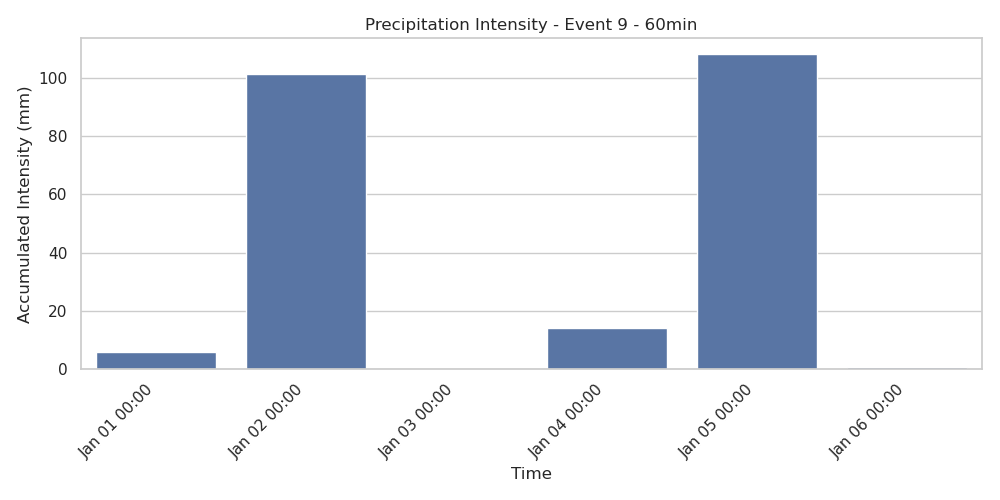 Precipitation Intensity - Event 9 - 60min
Accumulated Intensity (mm)
100
80
60
40
20
0
Jan 01 00:00
Jan 02 00:00
Jan 03 00:00
Jan 04 00:00
Jan 05 00:00
Jan 06 00:00
Time